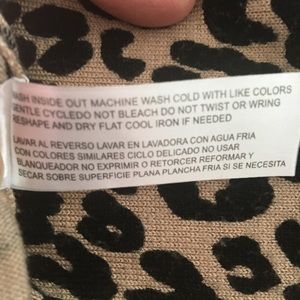 WASH INSIDE OUT MACHINE WASH COLD WITH LIKE COLORS
GENTLE CYCLEDO NOT BLEACH DO NOT TWIST OR WRING
RESHAPE AND DRY FLAT COOL IRON IF NEEDED
LAVAR AL REVERSO LAVAR EN LAVADORA CON AGUA FRIA
CON COLORES SIMILARES CICLO DELICADO NO USAR
BLANQUEADOR NO EXPRIMIR O RETORCER REFORMAR Y
SECAR SOBRE SUPERFICIE PLANA PLANCHA FRIA SI SE NECESITA